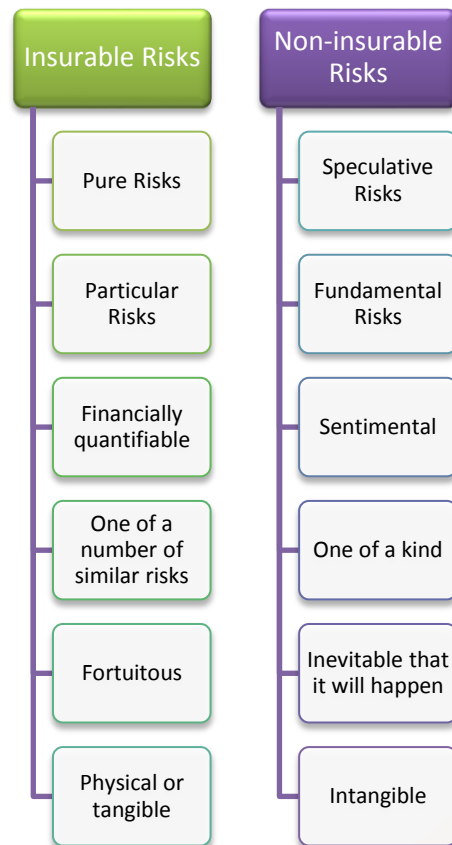 Insurable Risks
Pure Risks
Particular
Risks
Financially
quantifiable
One of a
number of
similar risks
Fortuitous
Physical or
tangible
Non-insurable
Risks
Speculative
Risks
Fundamental
Risks
Sentimental
One of a kind
Inevitable that
it will happen
Intangible